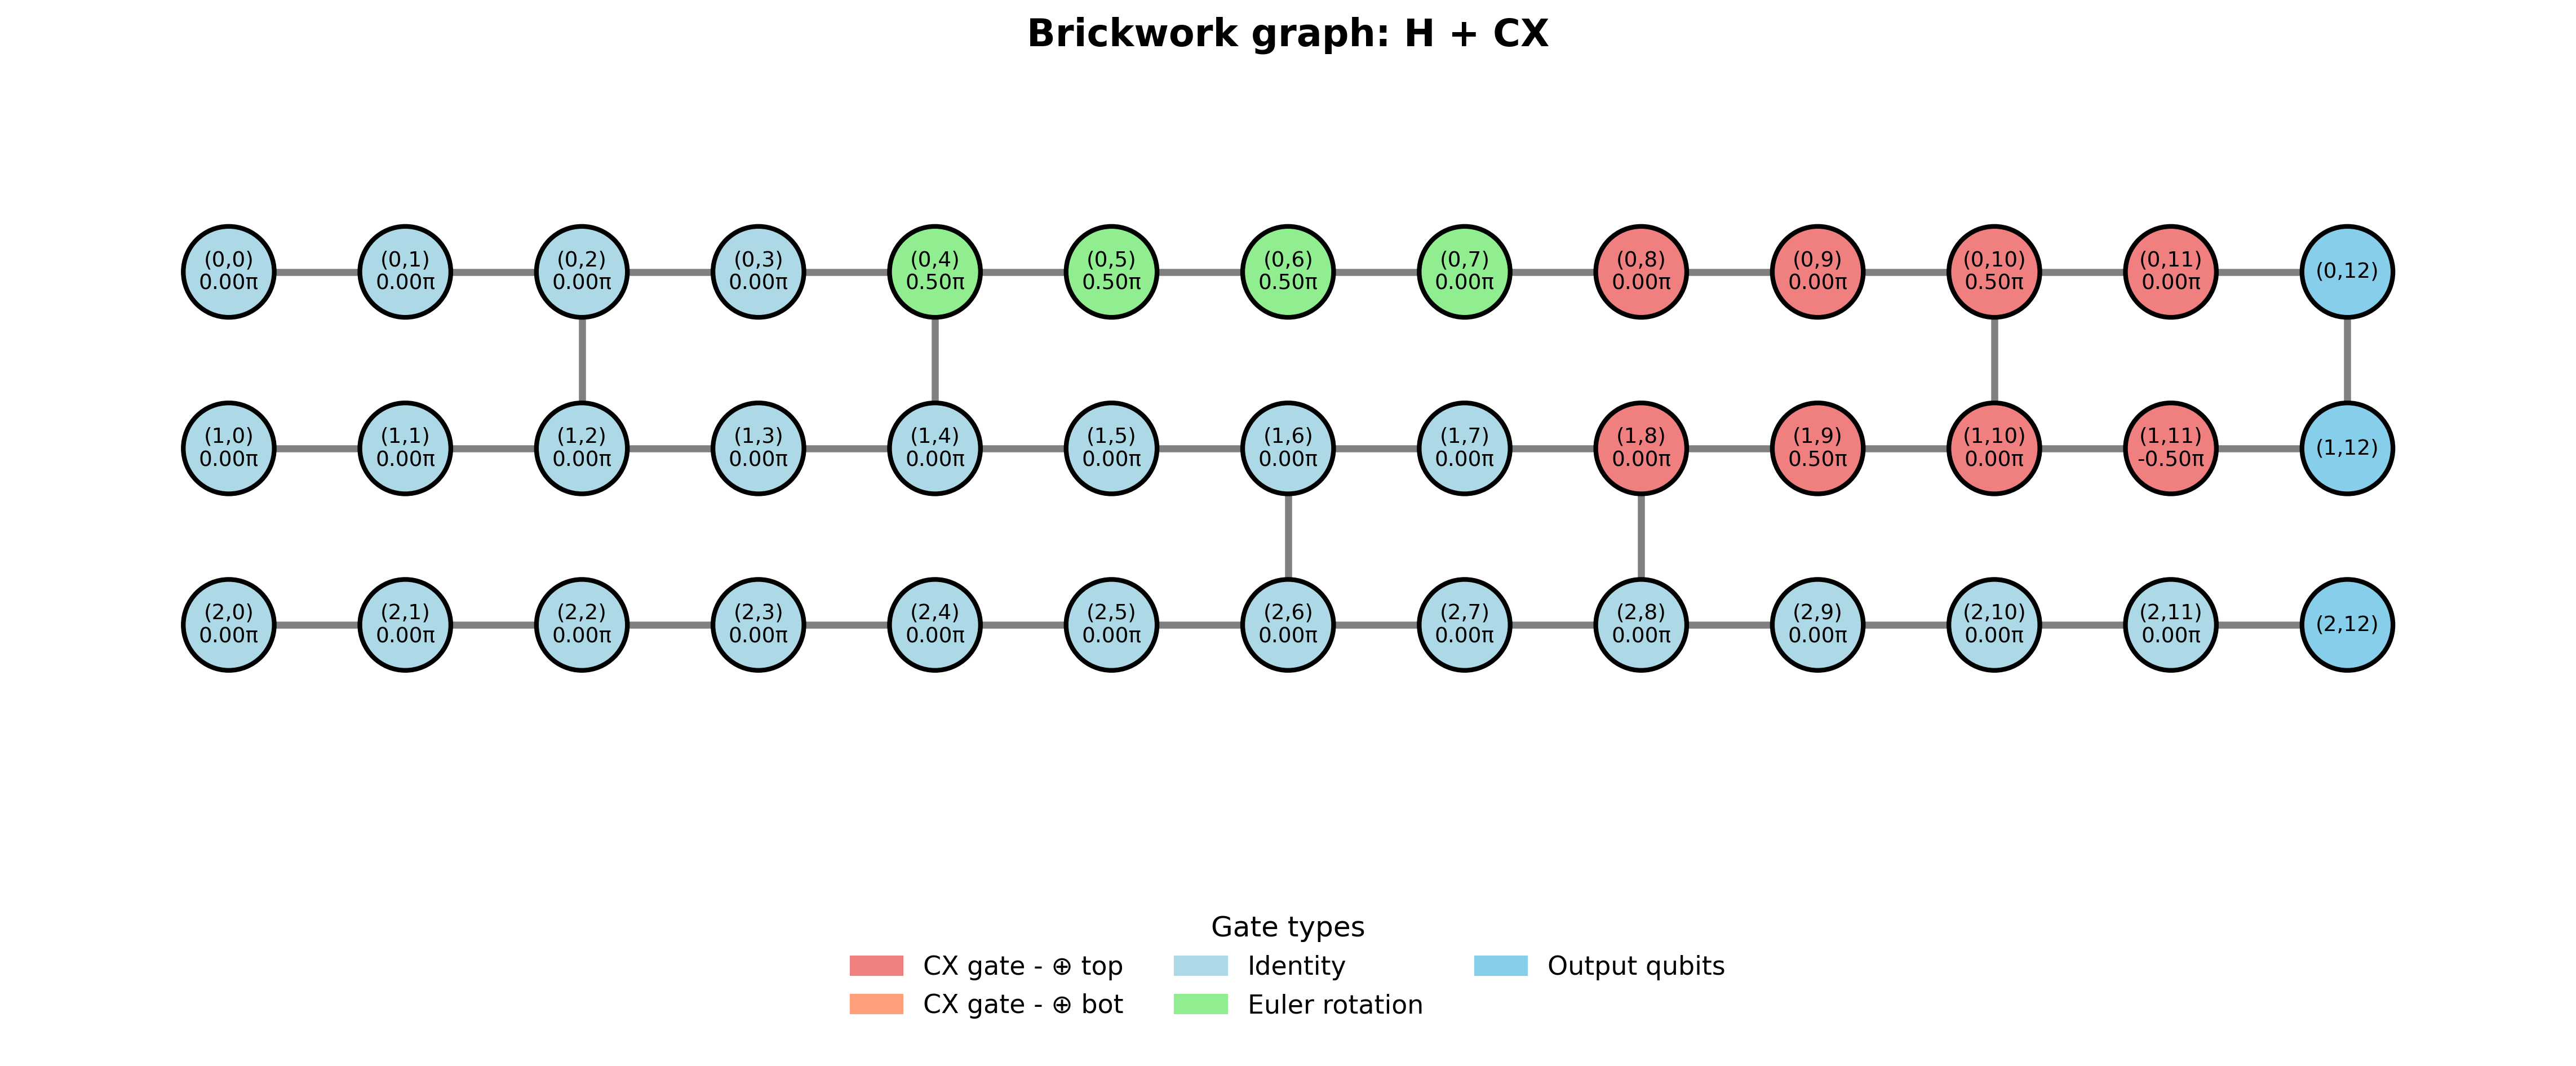 Brickwork graph: H + CX
(0,0)
0.00π
(0,1)
0.00π
(0,2)
0.00π
(0,3)
0.00π
(0,4)
0.50π
(0,5)
0.50π
(0,6)
0.50π
(0,7)
0.00π
(0,8)
0.00π
(0,9)
0.00π
(0,10)
0.50π
(0,11)
0.00π
(0,12)
(1,0)
0.00π
(1,1)
0.00π
(1,2)
0.00π
(1,3)
0.00π
(1,4)
0.00π
(1,5)
0.00π
(1,6)
0.00π
(1,7)
0.00π
(1,8)
0.00π
(1,9)
0.50π
(1,10)
0.00π
(1,11)
-0.50π
(1,12)
(2,0)
0.00π
(2,1)
0.00π
(2,2)
0.00π
(2,3)
0.00π
(2,4)
0.00π
(2,5)
0.00π
(2,6)
0.00π
(2,7)
0.00π
(2,8)
0.00π
(2,9)
0.00π
(2,10)
0.00π
(2,11)
0.00π
(2,12)
Gate types
CX gate - ⊕ top
CX gate - ⊕ bot
Identity
Euler rotation
Output qubits